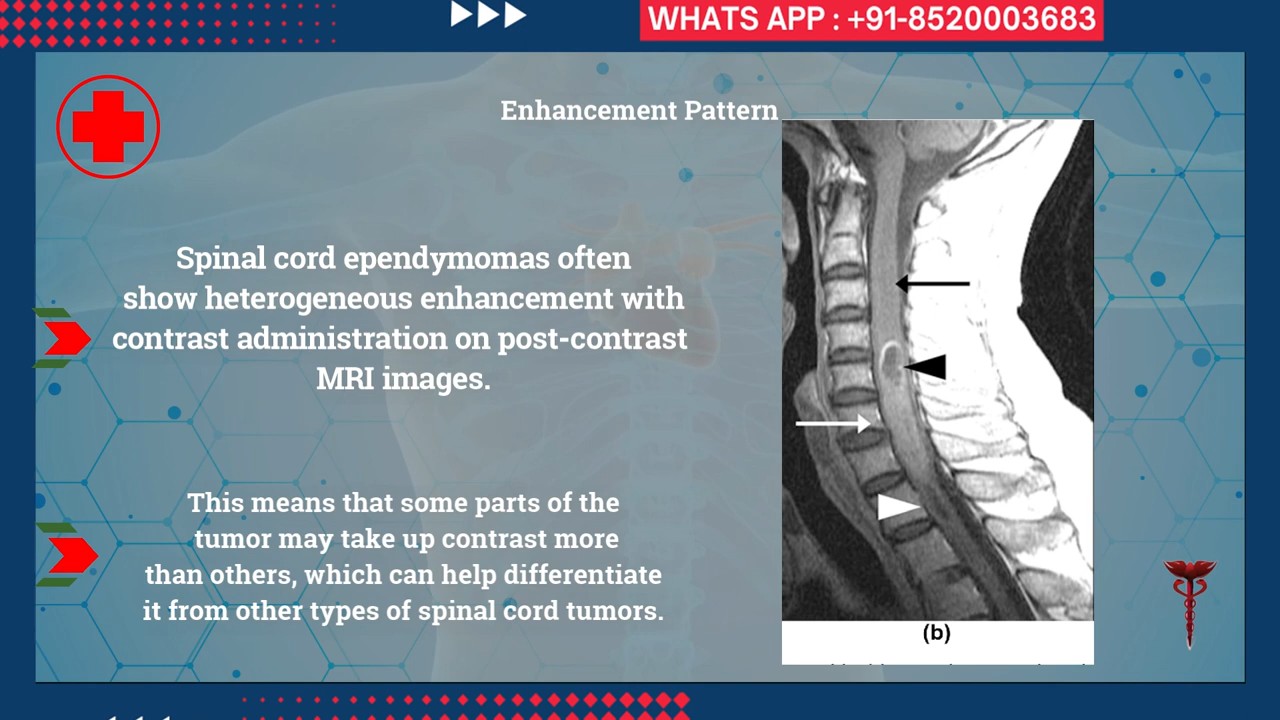 WHATS APP : +91-8520003683
Enhancement Pattern
Spinal cord ependymomas often
show heterogeneous enhancement with
contrast administration on post-contrast
MRI images.
This means that some parts of the
tumor may take up contrast more
than others, which can help differentiate
it from other types of spinal cord tumors.
(b)